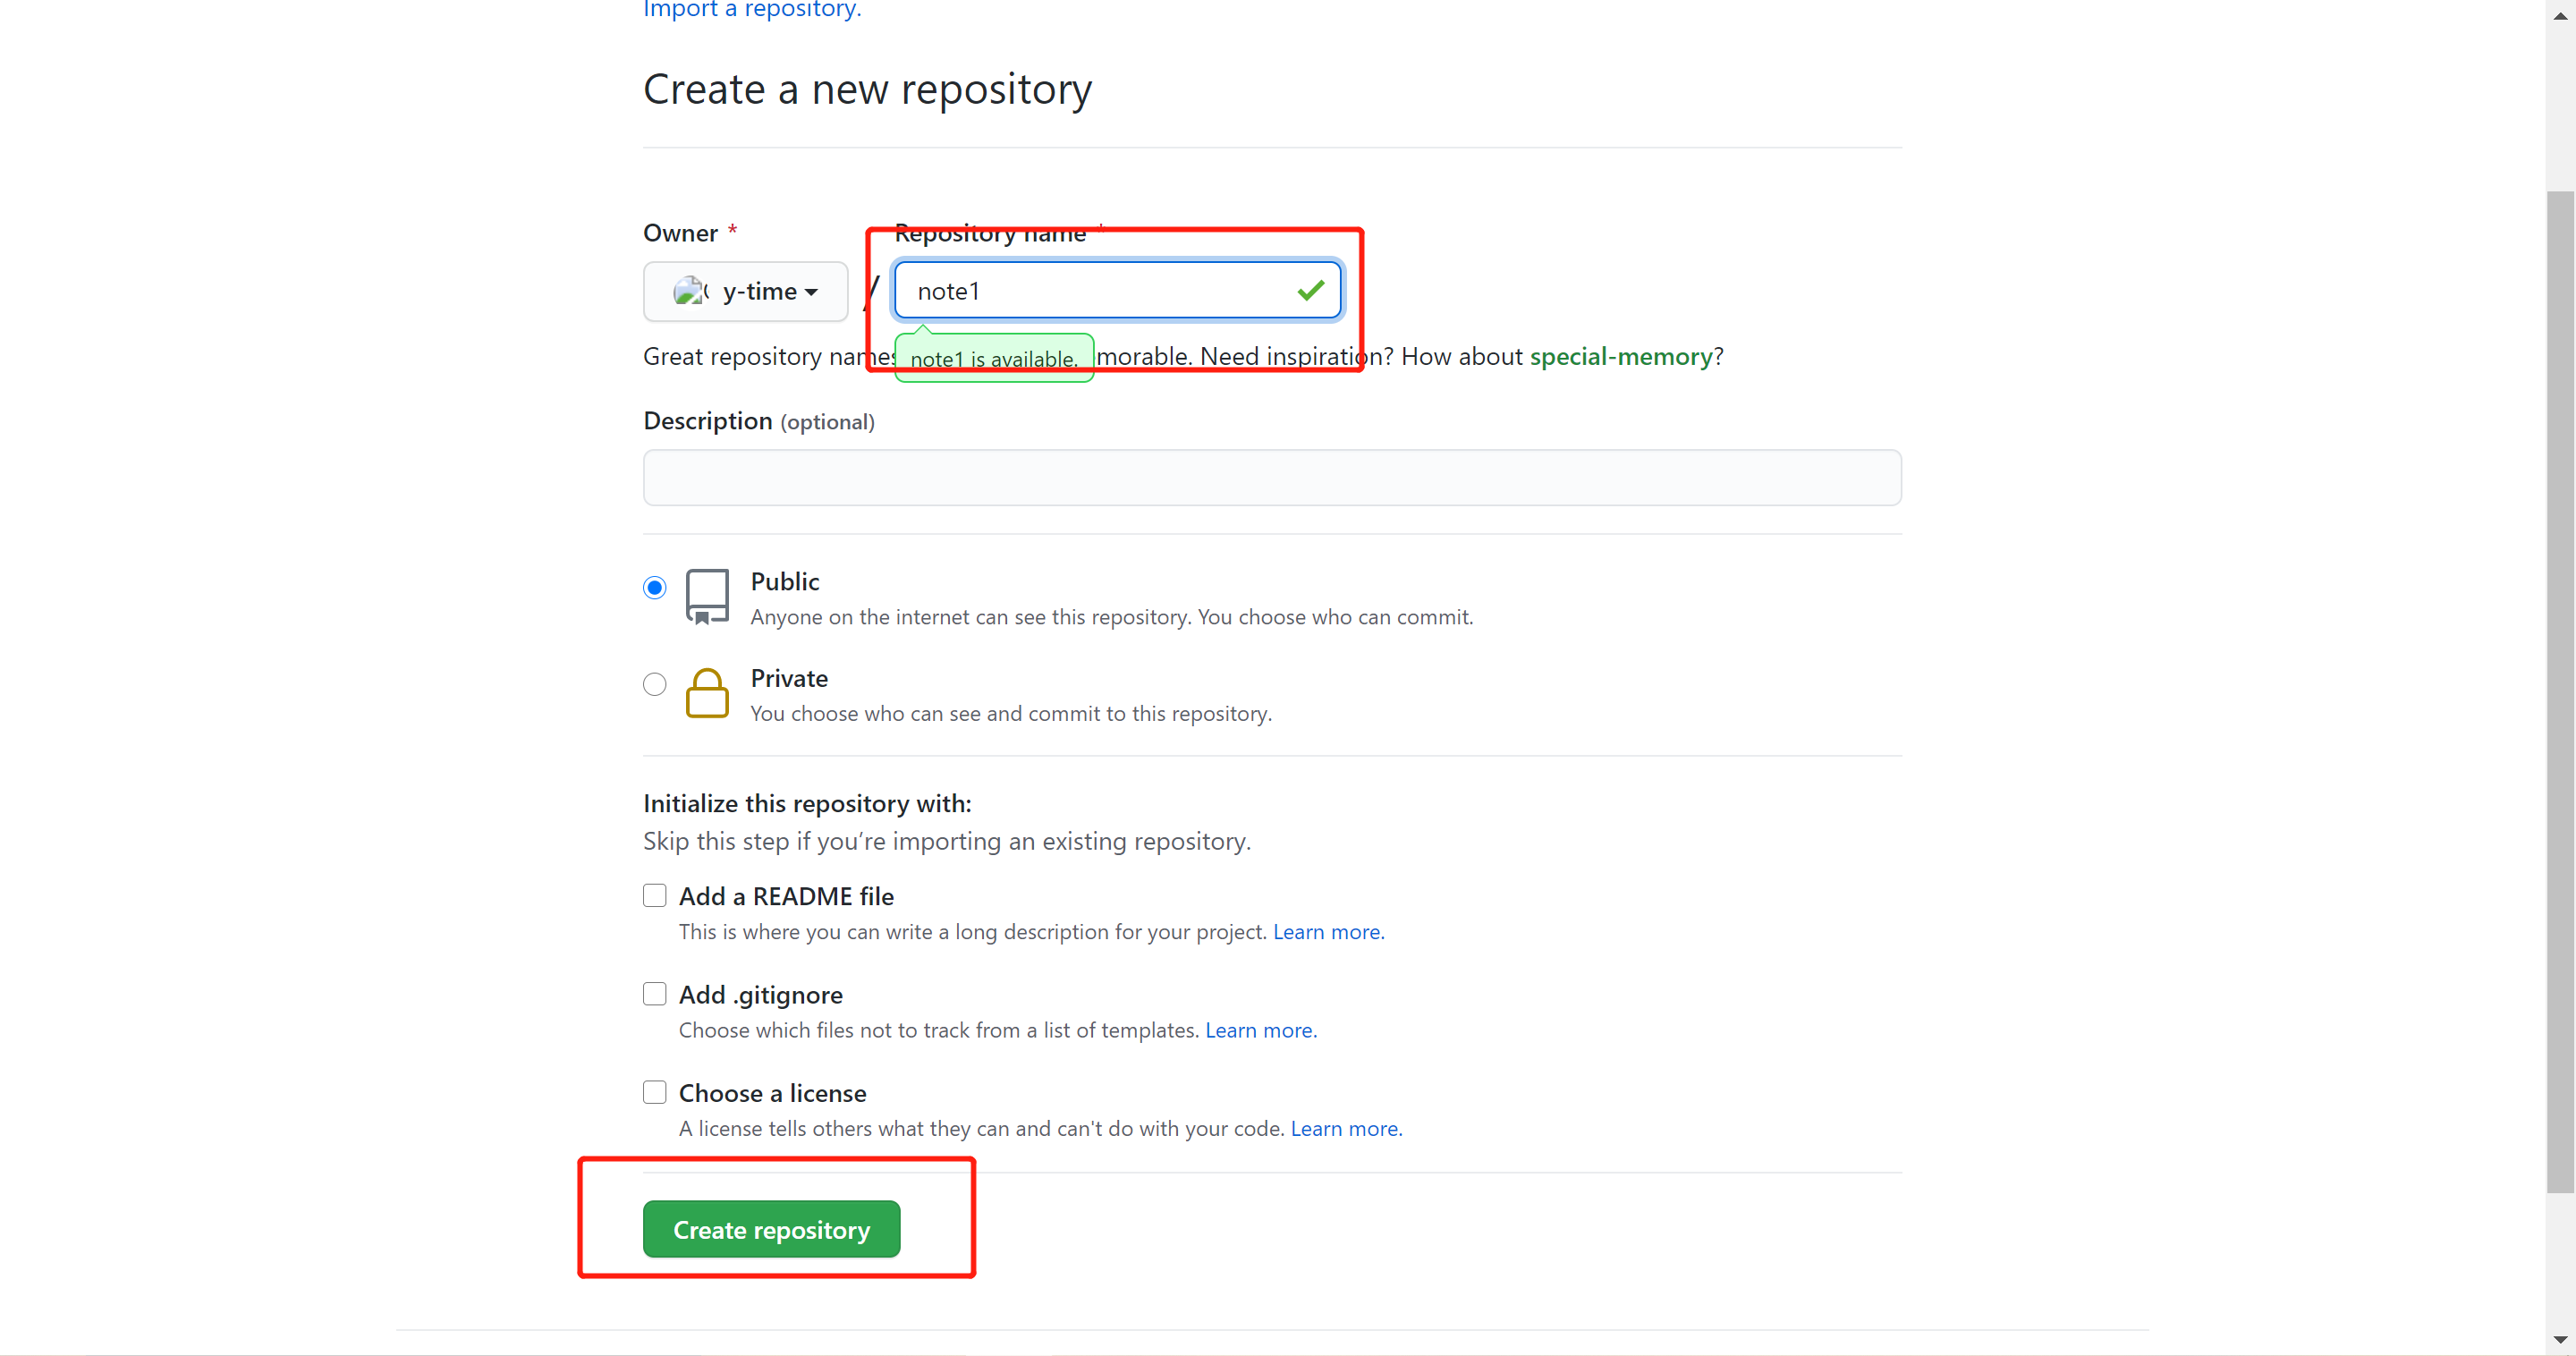 Import a repository.
Create a new repository
Owner *
Repository name *
y-time
/
note1
note1 is available.
Great repository names morable. Need inspiration? How about special-memory?
Description (optional)
Public
Anyone on the internet can see this repository. You choose who can commit.
Private
You choose who can see and commit to this repository.
Initialize this repository with:
Skip this step if you’re importing an existing repository.
Add a README file
This is where you can write a long description for your project. Learn more.
Add .gitignore
Choose which files not to track from a list of templates. Learn more.
Choose a license
A license tells others what they can and can't do with your code. Learn more.
Create repository